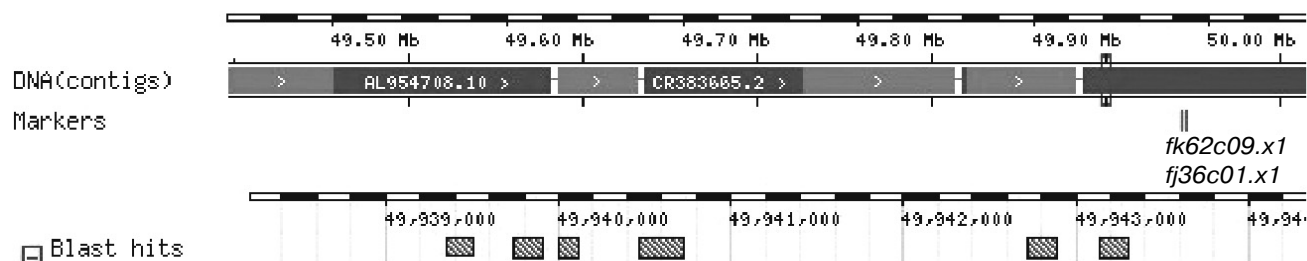 49.50 Mb 49.60 Mb 49.70 Mb 49.80 Mb 49.90 Mb 50.00 Mb
DNA(contigs) > AL954708.10 > > CR383665.2 > > >
Markers
fk62c09.x1
fj36c01.x1
49,939,000 49,940,000 49,941,000 49,942,000 49,943,000 49,94
Blast hits